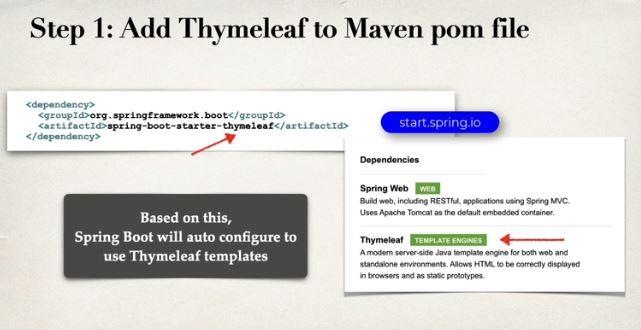 Step 1: Add Thymeleaf to Maven pom file
<dependency>
<groupId>org.springframework.boot</groupId>
<artifactId>spring-boot-starter-thymeleaf</artifactId>
</dependency>
start.spring.io
Dependencies
Spring Web WEB
Build web, including RESTful, applications using Spring MVC.
Uses Apache Tomcat as the default embedded container.
Thymeleaf TEMPLATE ENGINES
A modern server-side Java template engine for both web and
standalone environments. Allows HTML to be correctly displayed
in browsers and as static prototypes.
Based on this,
Spring Boot will auto configure to
use Thymeleaf templates